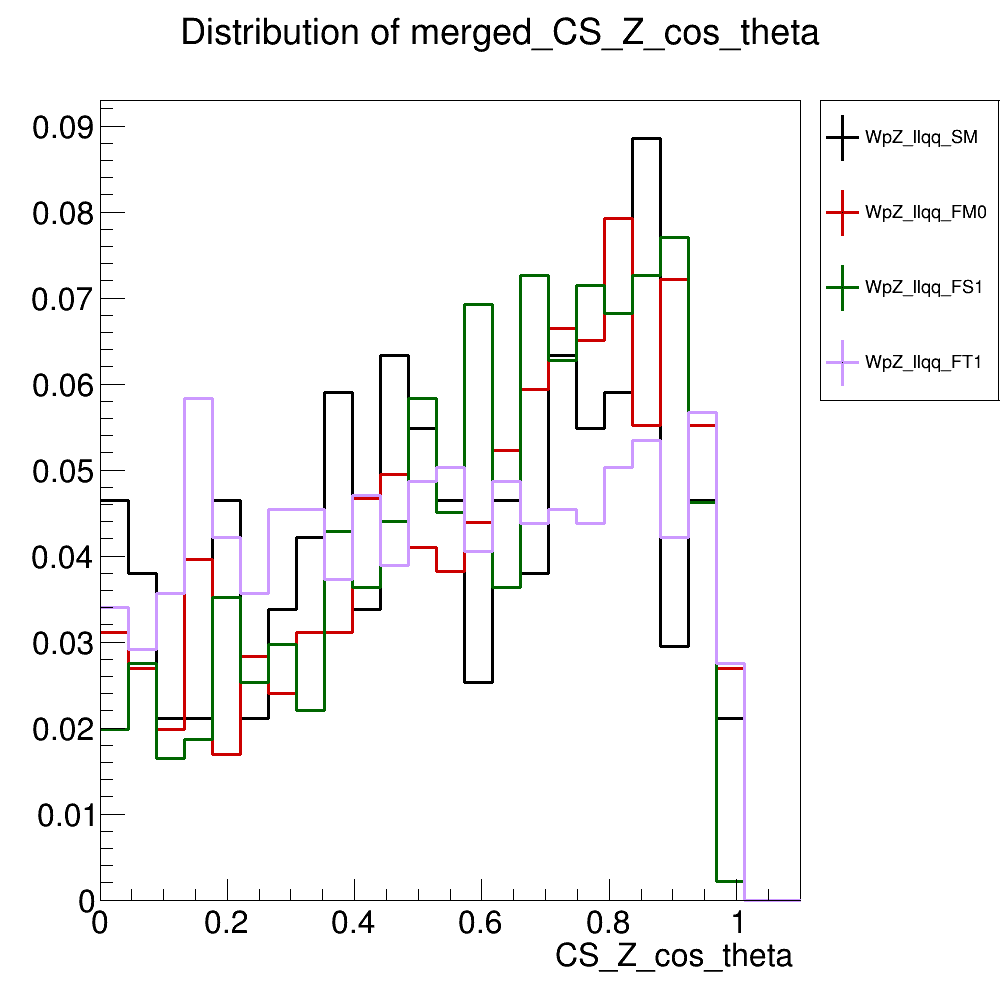 Distribution of merged_CS_Z_cos_theta
0.09
0.08
0.07
0.06
0.05
0.04
0.03
0.02
0.01
0
0 0.2 0.4 0.6 0.8 1
CS_Z_cos_theta
WpZ_llqq_SM
WpZ_llqq_FM0
WpZ_llqq_FS1
WpZ_llqq_FT1